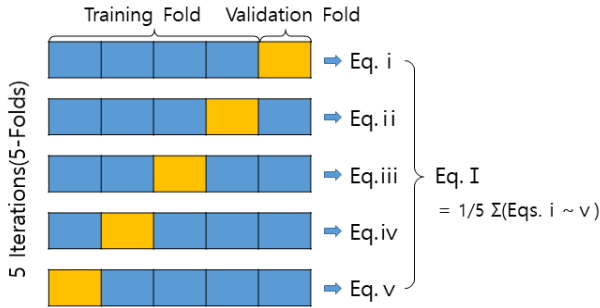 Training Fold Validation Fold
5 Iterations(5-Folds)
Eq. i
Eq. ii
Eq.iii
Eq.iv
Eq. v
Eq. I
= 1/5 Σ(Eqs. i ~ v)